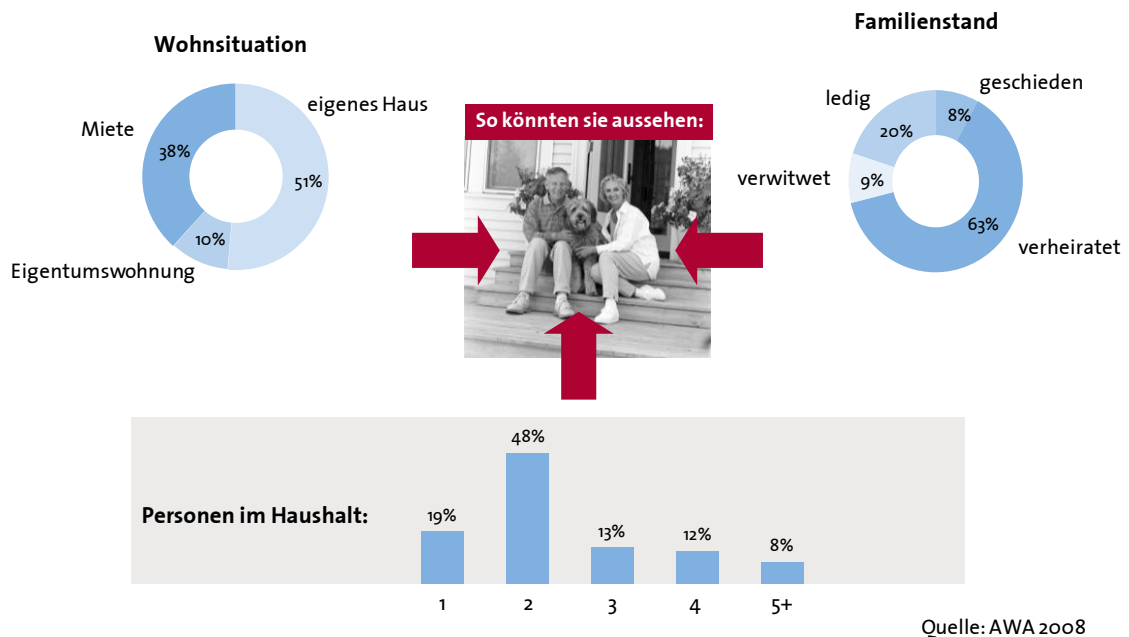 Wohnsituation
eigenes Haus
Miete
38%
51%
10%
Eigentumswohnung
So könnten sie aussehen:
Familienstand
geschieden
ledig
8%
20%
verwitwet
9%
63%
verheiratet
Personen im Haushalt:
19%
48%
13%
12%
8%
1
2
3
4
5+
Quelle: AWA 2008